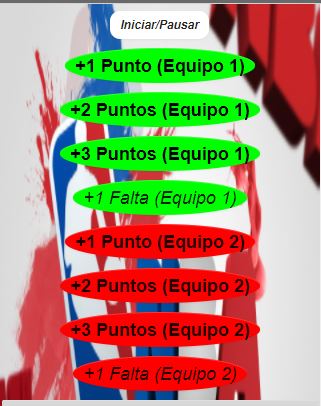 Iniciar/Pausar
+1 Punto (Equipo 1)
+2 Puntos (Equipo 1)
+3 Puntos (Equipo 1)
+1 Falta (Equipo 1)
+1 Punto (Equipo 2)
+2 Puntos (Equipo 2)
+3 Puntos (Equipo 2)
+1 Falta (Equipo 2)